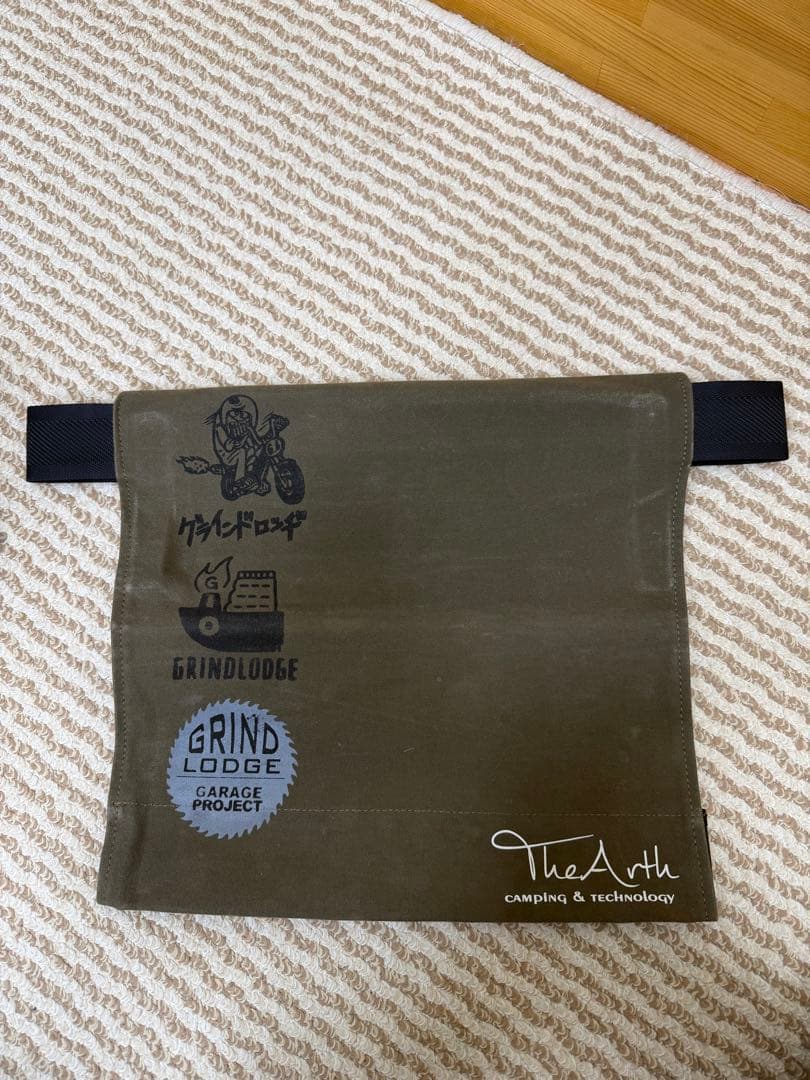 グラインドロッヂ
G
GRINDLODGE
GRIND
LODGE
GARAGE
PROJECT
TheArth
CAMPING & TECHNOLOGY